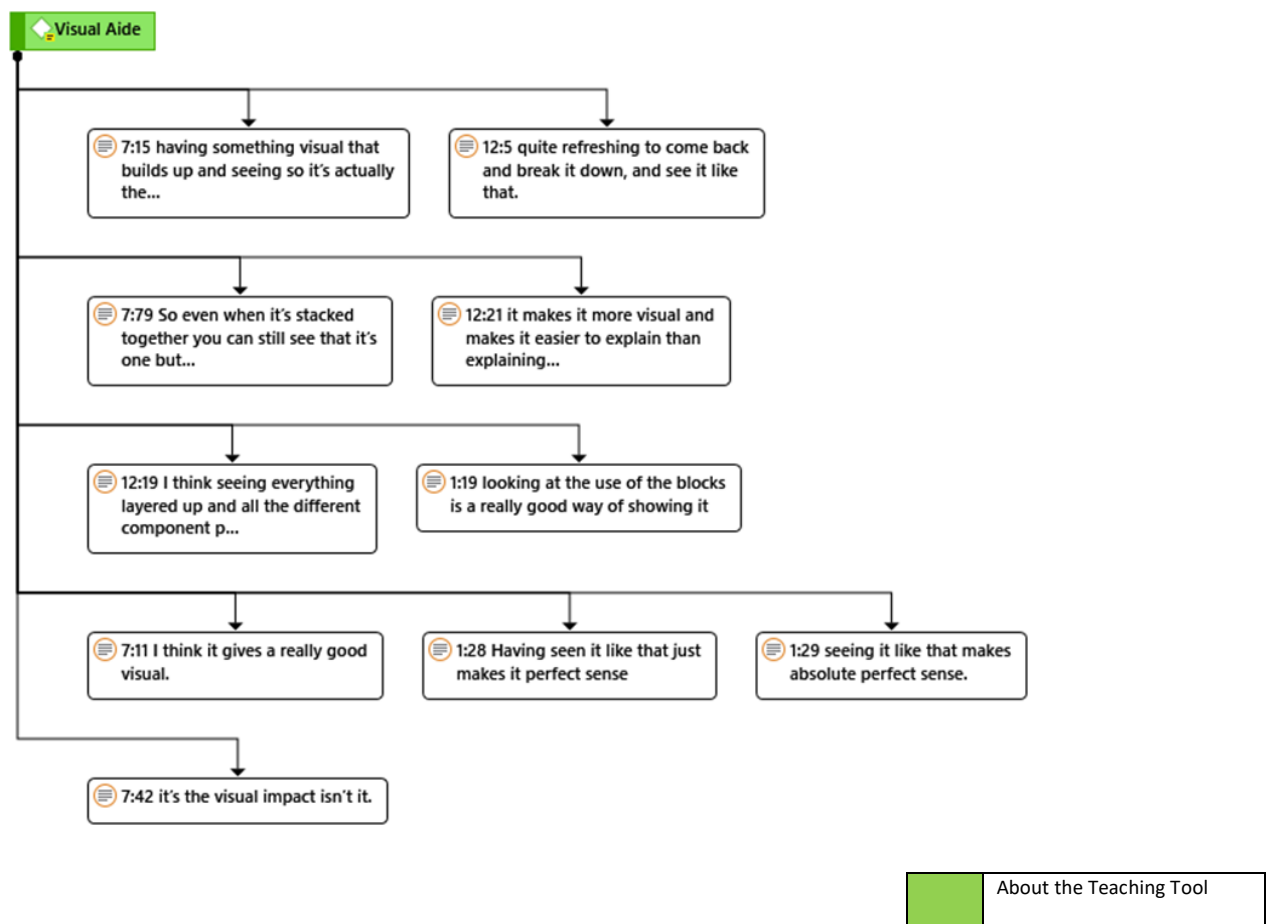 Visual Aide
7:15 having something visual that
builds up and seeing so it's actually
the...
12:5 quite refreshing to come back
and break it down, and see it like
that.
7:79 So even when it's stacked
together you can still see that it's
one but...
12:21 it makes it more visual and
makes it easier to explain than
explaining...
12:19 I think seeing everything
layered up and all the different
component p...
1:19 looking at the use of the blocks
is a really good way of showing it
7:11 I think it gives a really good
visual.
1:28 Having seen it like that just
makes it perfect sense
1:29 seeing it like that makes
absolute perfect sense.
7:42 it's the visual impact isn't it.
About the Teaching Tool